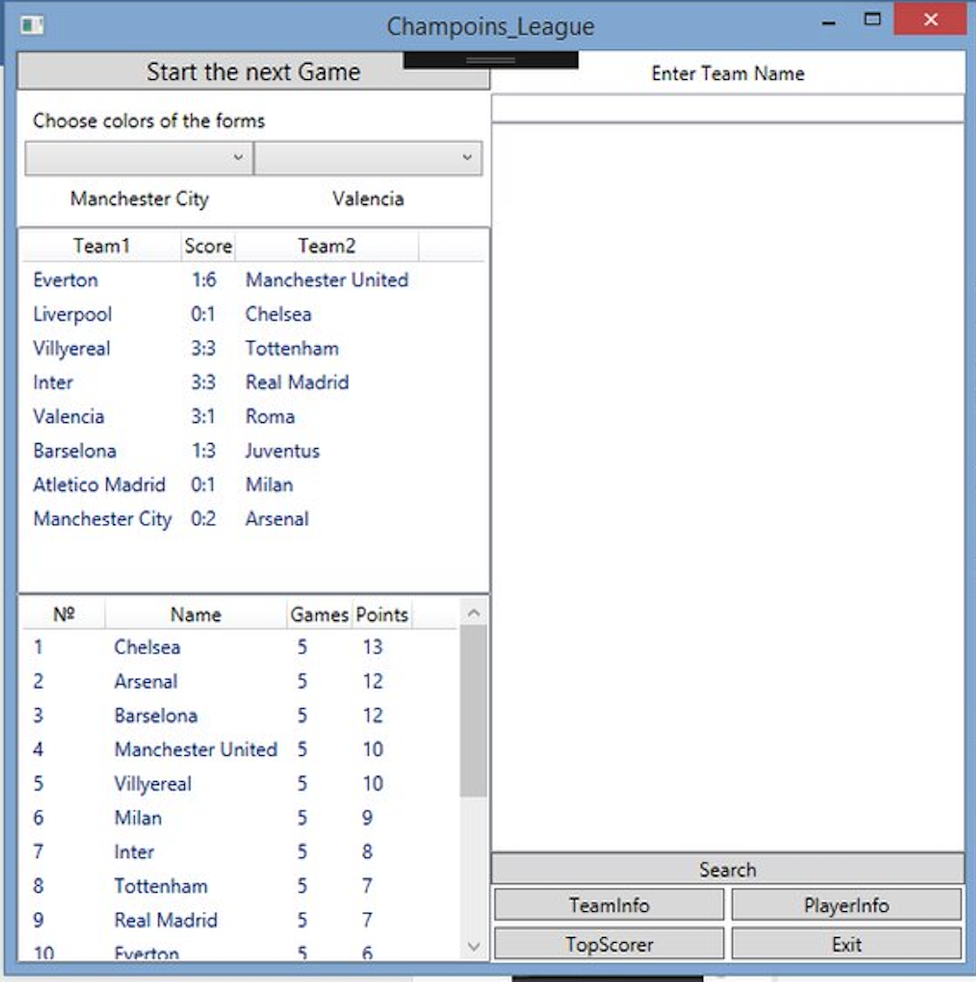 Champoins_League
Start the next Game
Choose colors of the forms
Manchester City Valencia
Team1 Score Team2
Everton 1:6 Manchester United
Liverpool 0:1 Chelsea
Villyereal 3:3 Tottenham
Inter 3:3 Real Madrid
Valencia 3:1 Roma
Barselona 1:3 Juventus
Atletico Madrid 0:1 Milan
Manchester City 0:2 Arsenal
№ Name Games Points
1 Chelsea 5 13
2 Arsenal 5 12
3 Barselona 5 12
4 Manchester United 5 10
5 Villyereal 5 10
6 Milan 5 9
7 Inter 5 8
8 Tottenham 5 7
9 Real Madrid 5 7
10 Everton 5 6
Enter Team Name
Search
TeamInfo PlayerInfo
TopScorer Exit